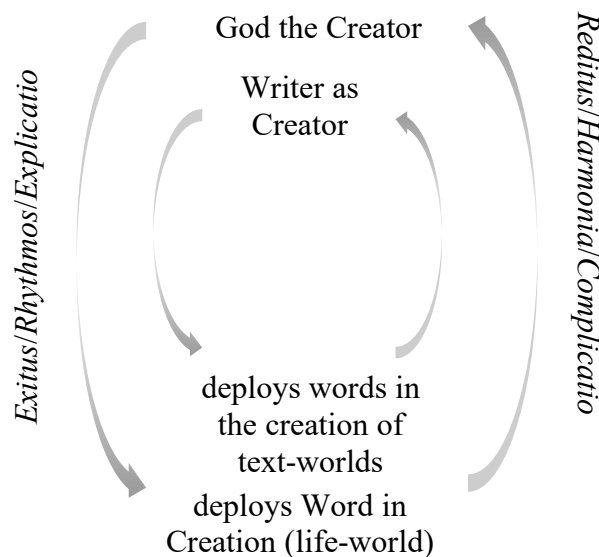 God the Creator
Writer as
Creator
Exitus/Rhythmos/Explicatio
Reditus/Harmonia/Complicatio
deploys words in
the creation of
text-worlds
deploys Word in
Creation (life-world)